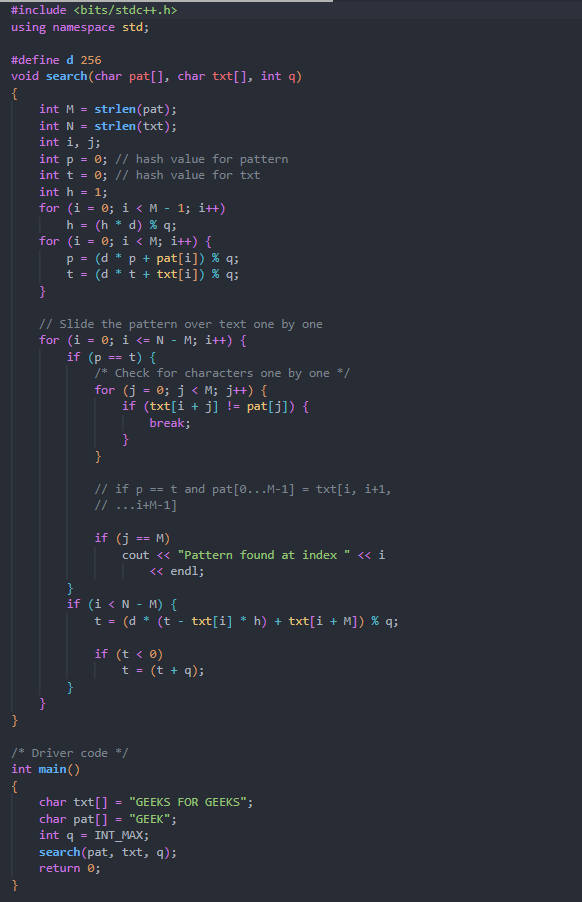 #include <bits/stdc++.h>
using namespace std;

#define d 256
void search(char pat[], char txt[], int q)
{
    int M = strlen(pat);
    int N = strlen(txt);
    int i, j;
    int p = 0; // hash value for pattern
    int t = 0; // hash value for txt
    int h = 1;
    for (i = 0; i < M - 1; i++)
        h = (h * d) % q;
    for (i = 0; i < M; i++) {
        p = (d * p + pat[i]) % q;
        t = (d * t + txt[i]) % q;
    }

    // Slide the pattern over text one by one
    for (i = 0; i <= N - M; i++) {
        if (p == t) {
            /* Check for characters one by one */
            for (j = 0; j < M; j++) {
                if (txt[i + j] != pat[j]) {
                    break;
                }
            }

            // if p == t and pat[0...M-1] = txt[i, i+1,
            // ...i+M-1]

            if (j == M)
                cout << "Pattern found at index " << i
                    << endl;
        }
        if (i < N - M) {
            t = (d * (t - txt[i] * h) + txt[i + M]) % q;

            if (t < 0)
                t = (t + q);
        }
    }
}

/* Driver code */
int main()
{
    char txt[] = "GEEKS FOR GEEKS";
    char pat[] = "GEEK";
    int q = INT_MAX;
    search(pat, txt, q);
    return 0;
}